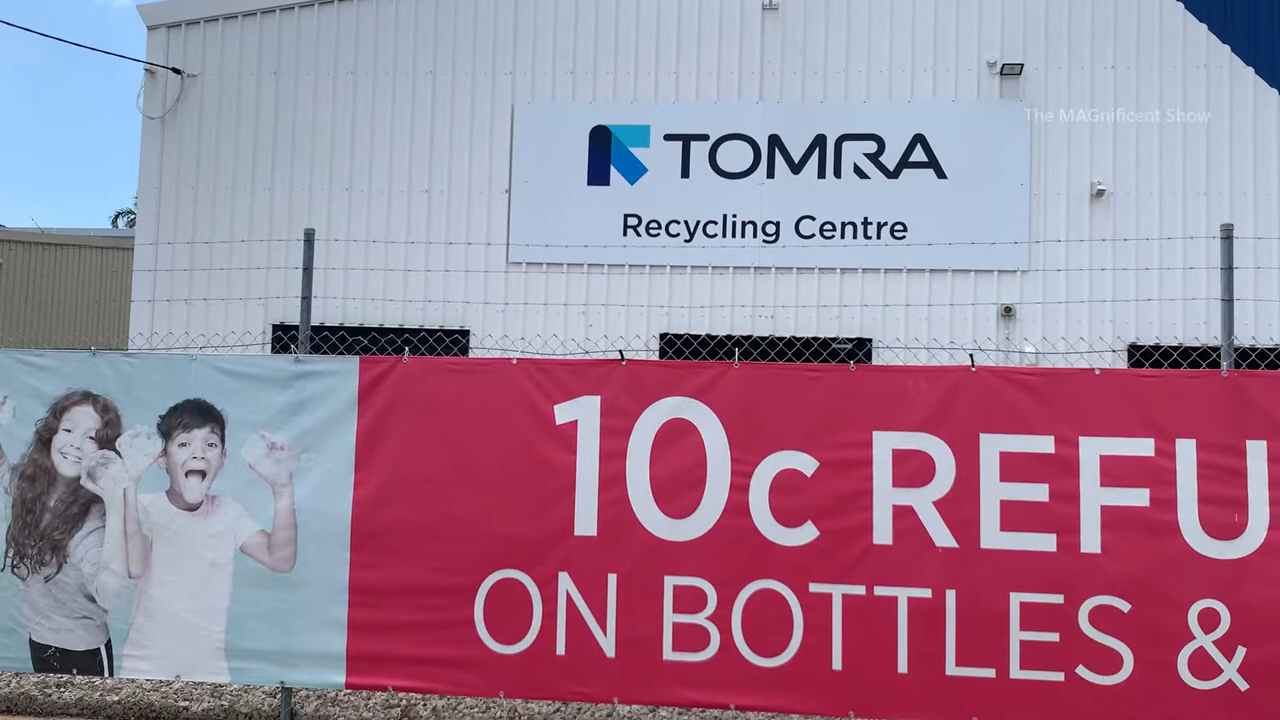 The MAGnificent Show
TOMRA
Recycling Centre
10c REFU
ON BOTTLES &